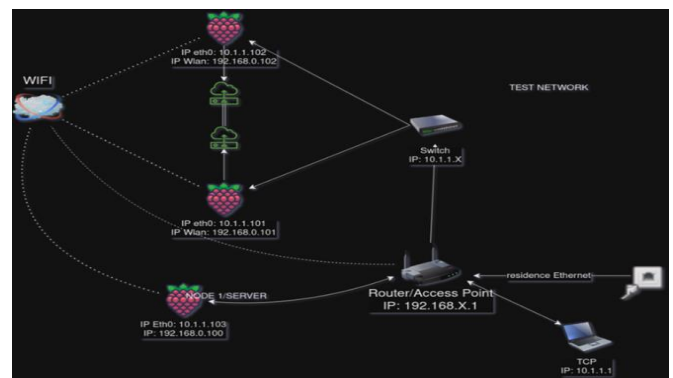 IP eth0: 10.1.1.102
IP Wlan: 192.168.0.102
WIFI
TEST NETWORK
Switch
IP: 10.1.1.X
IP eth0: 10.1.1.101
IP Wlan: 192.168.0.101
residence Ethernet
Router/Access Point
IP: 192.168.X.1
NODE 1/SERVER
IP Eth0: 10.1.1.103
IP: 192.168.0.100
TCP
IP: 10.1.1.1